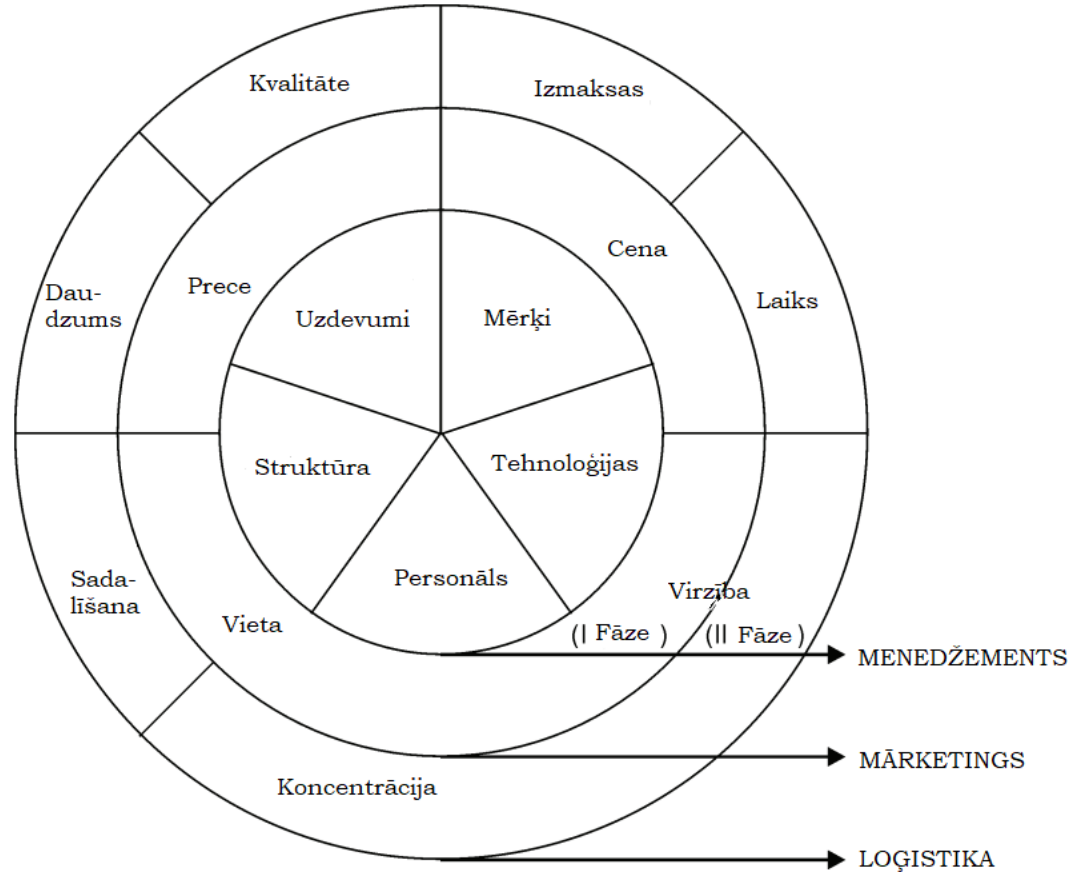 Kvalitāte
Izmaksas
Cena
Prece
Dau-
dzums
Laiks
Uzdevumi
Mērķi
Struktūra
Tehnoloģijas
Sada-
līšana
Personāls
Virzība
Vieta
(I Fāze )
(II Fāze )
MENEDŽEMENTS
MĀRKETINGS
Koncentrācija
LOĢISTIKA